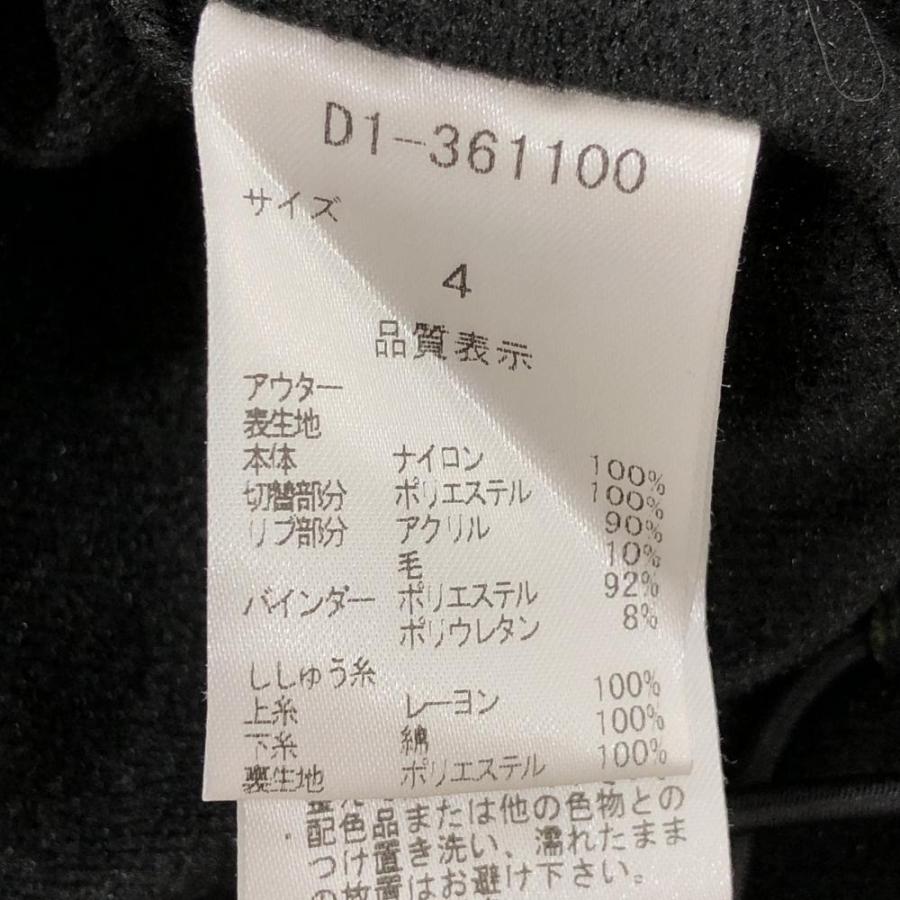 D1-361100
サイズ
4
品質表示
アウター
表生地
本体 ナイロン 100%
切替部分 ポリエステル 100%
リブ部分 アクリル 90%
毛 10%
バインダー ポリエステル 92%
ポリウレタン 8%
ししゅう糸
上糸 レーヨン 100%
下糸 綿 100%
裏生地 ポリエステル 100%
・配色品または他の色物との
つけ置き洗い、濡れたまま
の放置はお避け下さい。